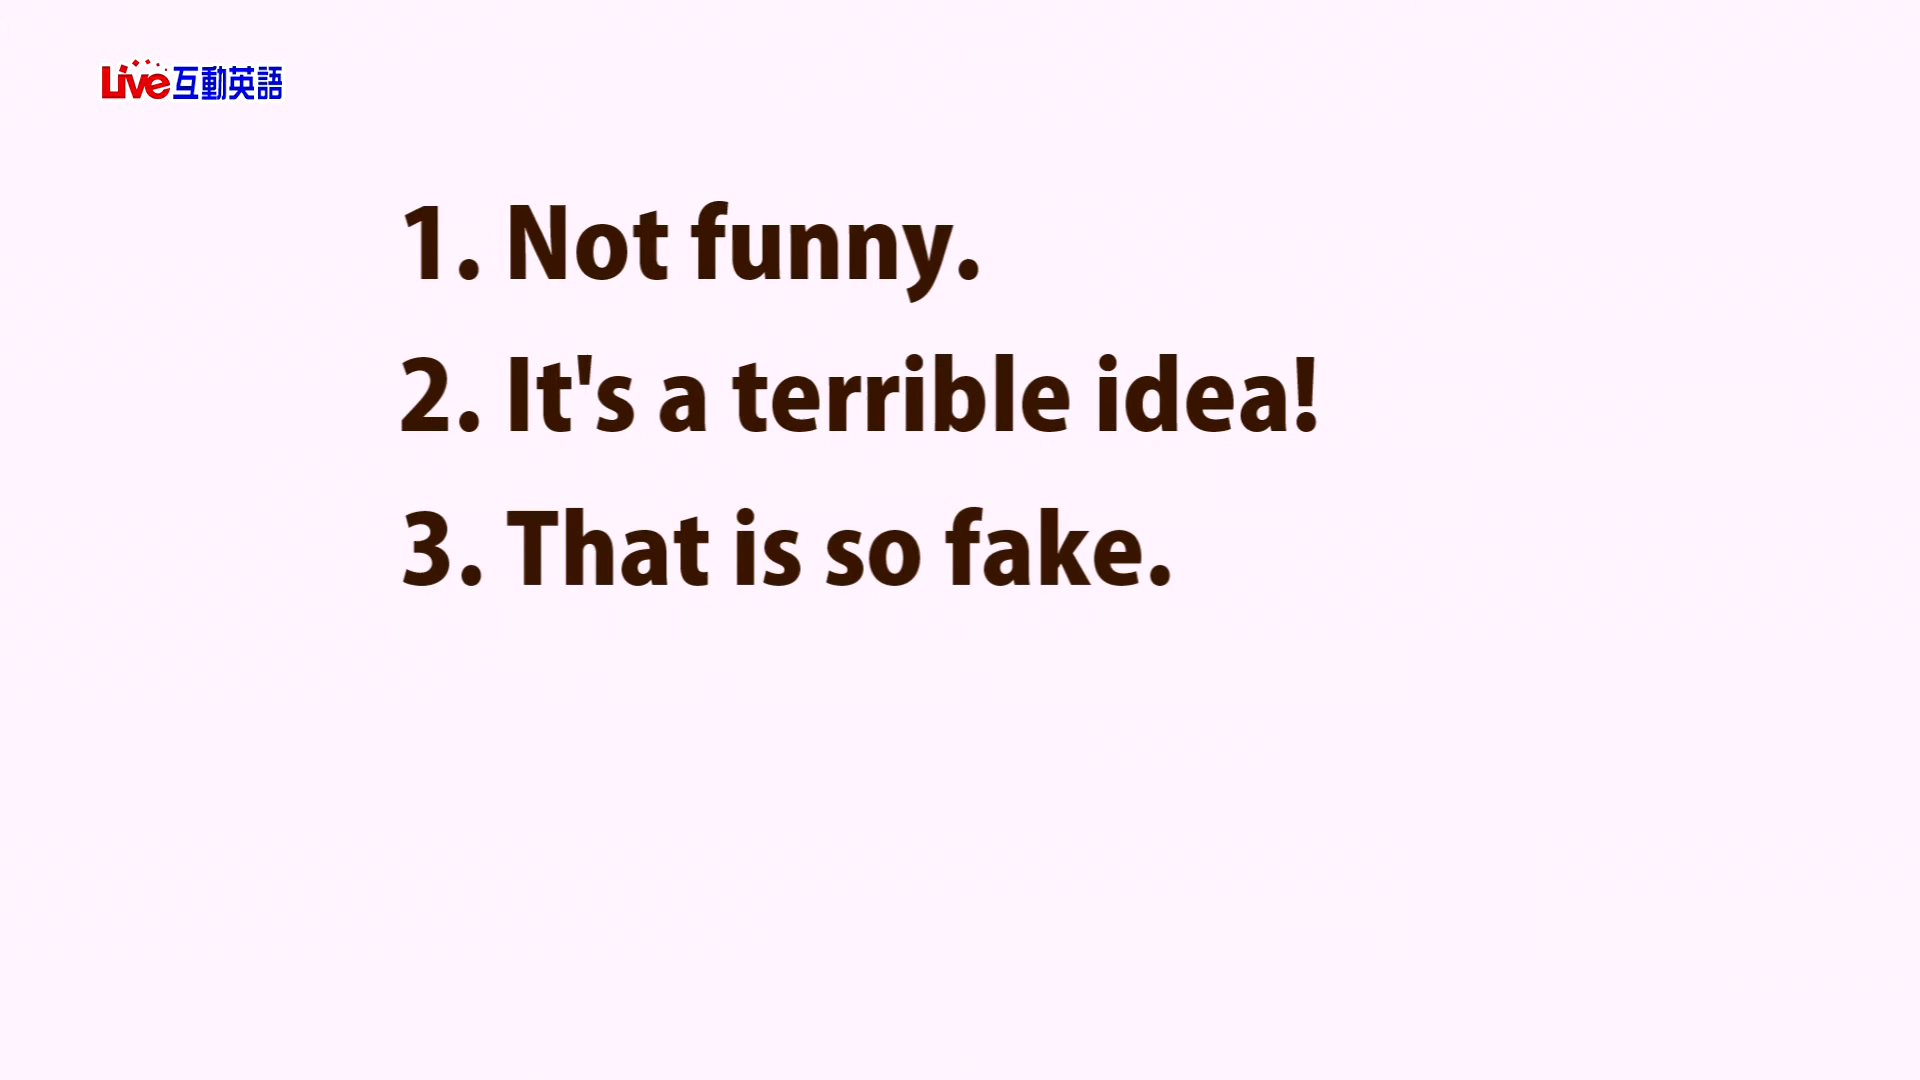 Live互動英語
1. Not funny.
2. It's a terrible idea!
3. That is so fake.